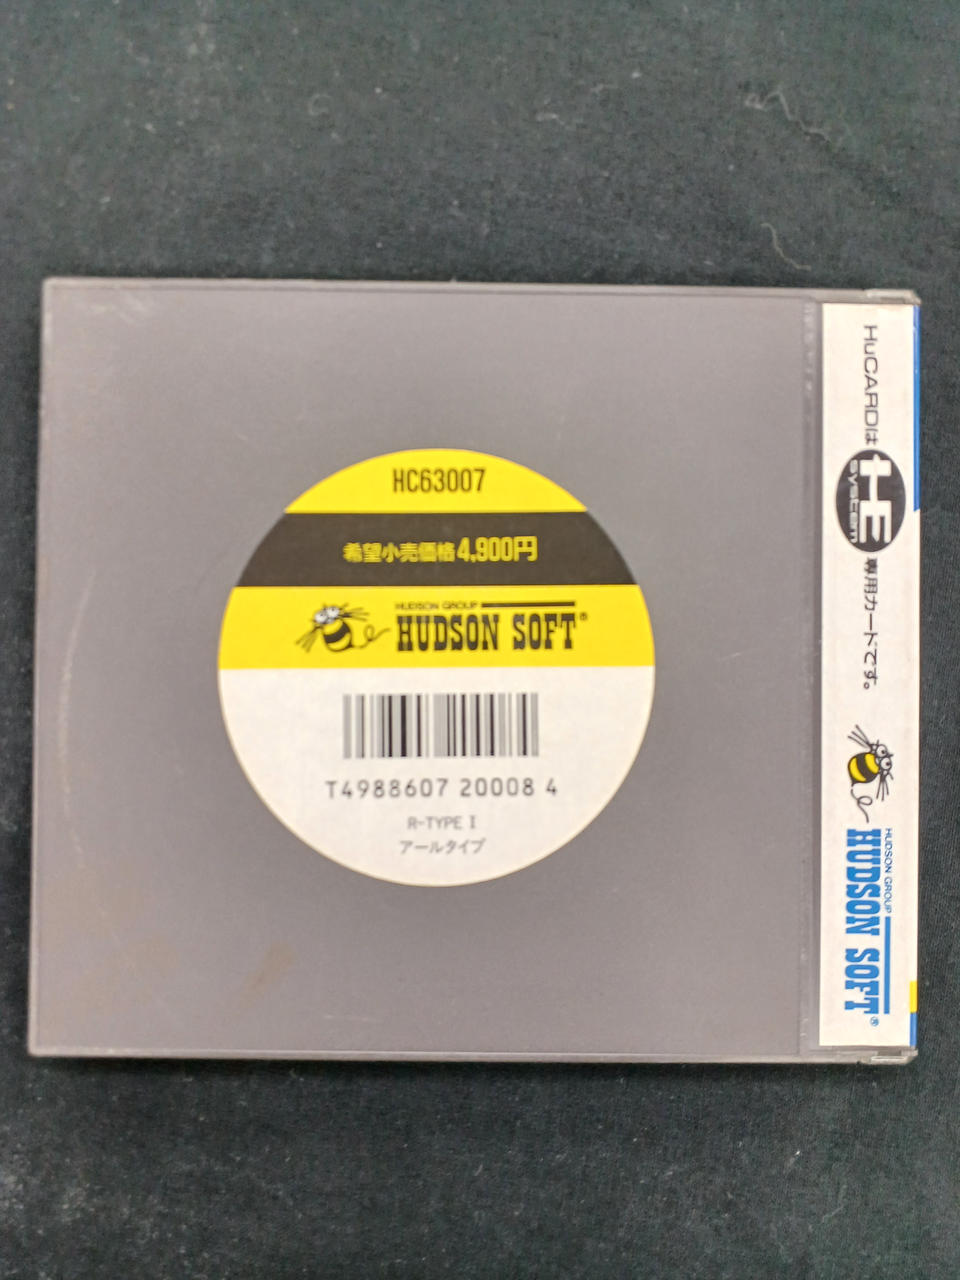 HC63007
希望小売価格4,900円
HUDSON GROUP
HUDSON SOFT®
T4988607 20008 4
R-TYPE I
アールタイプ
HuCARDは HE system 専用カードです。
HUDSON GROUP
HUDSON SOFT®